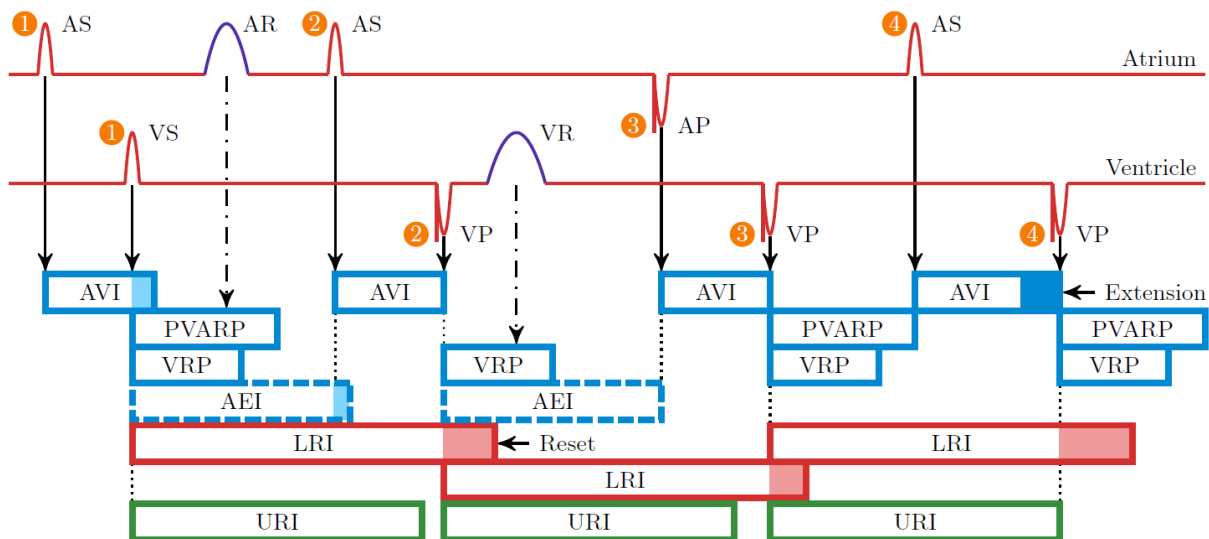 1 AS AR 2 AS 4 AS
Atrium
1 VS 3 AP VR
Ventricle
2 VP 3 VP 4 VP
AVI AVI AVI AVI Extension
PVARP PVARP PVARP
VRP VRP VRP VRP
AEI AEI
LRI Reset LRI
LRI
URI URI URI